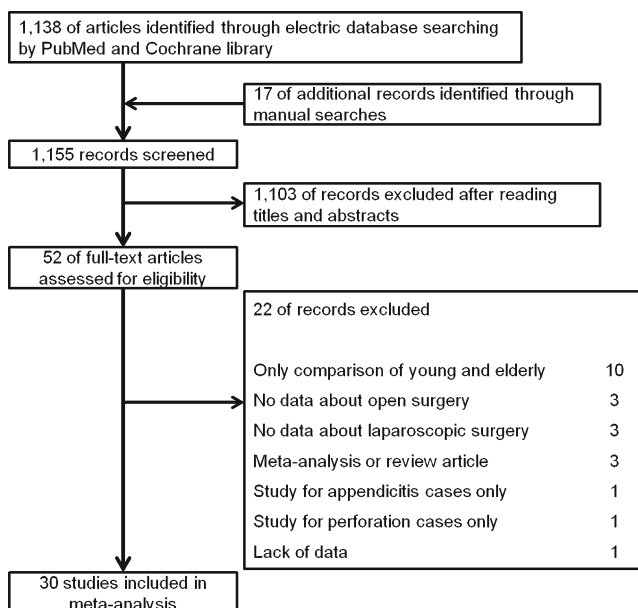 1,138 of articles identified through electric database searching
by PubMed and Cochrane library
17 of additional records identified through
manual searches
1,155 records screened
1,103 of records excluded after reading
titles and abstracts
52 of full-text articles
assessed for eligibility
22 of records excluded
Only comparison of young and elderly 10
No data about open surgery 3
No data about laparoscopic surgery 3
Meta-analysis or review article 3
Study for appendicitis cases only 1
Study for perforation cases only 1
Lack of data 1
30 studies included in
meta-analysis